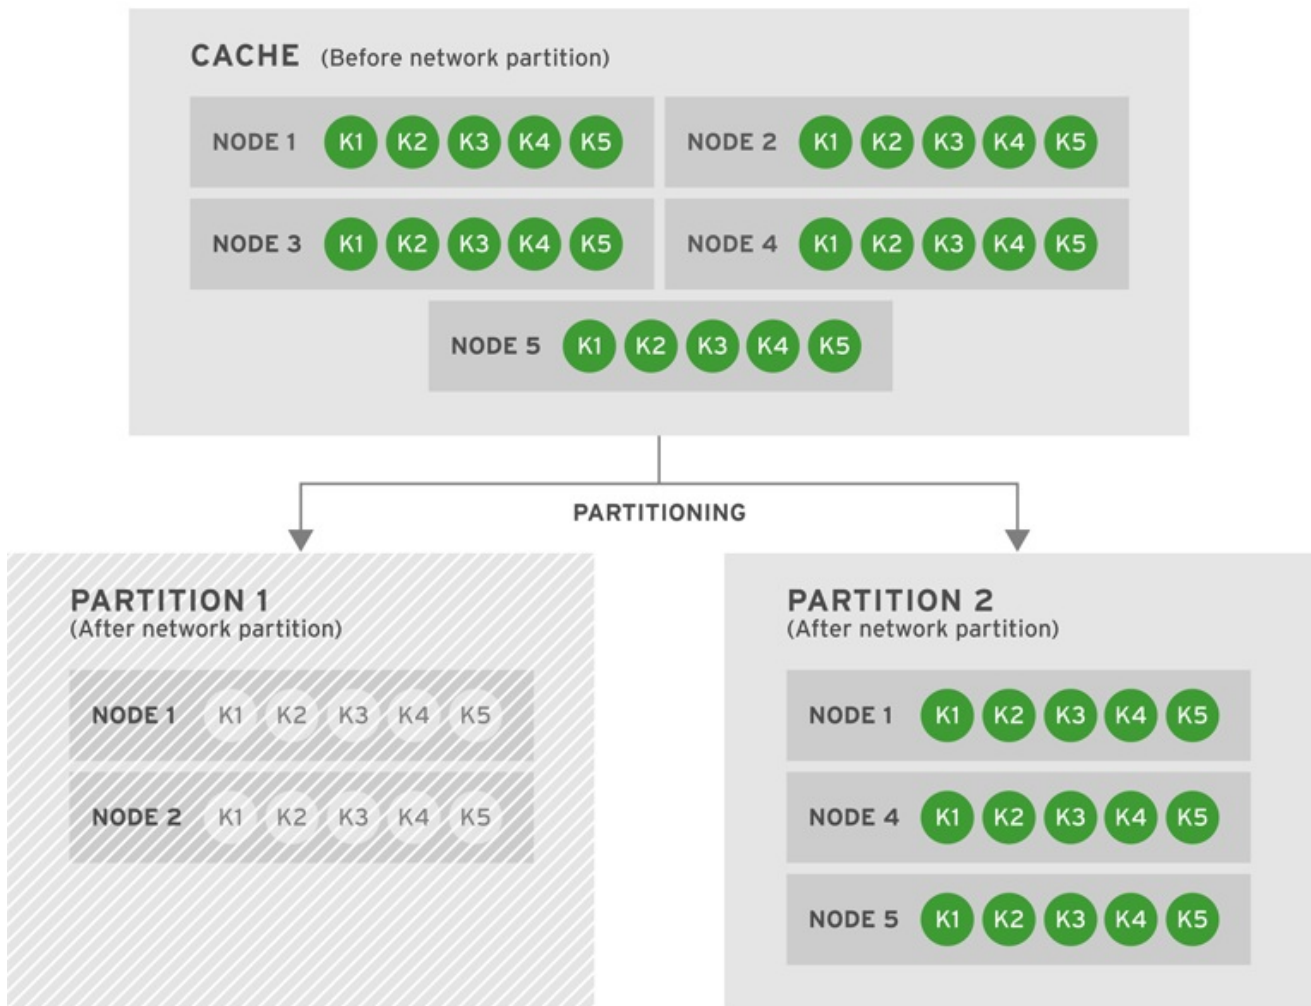 CACHE (Before network partition)
NODE 1 K1 K2 K3 K4 K5
NODE 2 K1 K2 K3 K4 K5
NODE 3 K1 K2 K3 K4 K5
NODE 4 K1 K2 K3 K4 K5
NODE 5 K1 K2 K3 K4 K5
PARTITIONING
PARTITION 1
(After network partition)
NODE 1 K1 K2 K3 K4 K5
NODE 2 K1 K2 K3 K4 K5
PARTITION 2
(After network partition)
NODE 1 K1 K2 K3 K4 K5
NODE 4 K1 K2 K3 K4 K5
NODE 5 K1 K2 K3 K4 K5